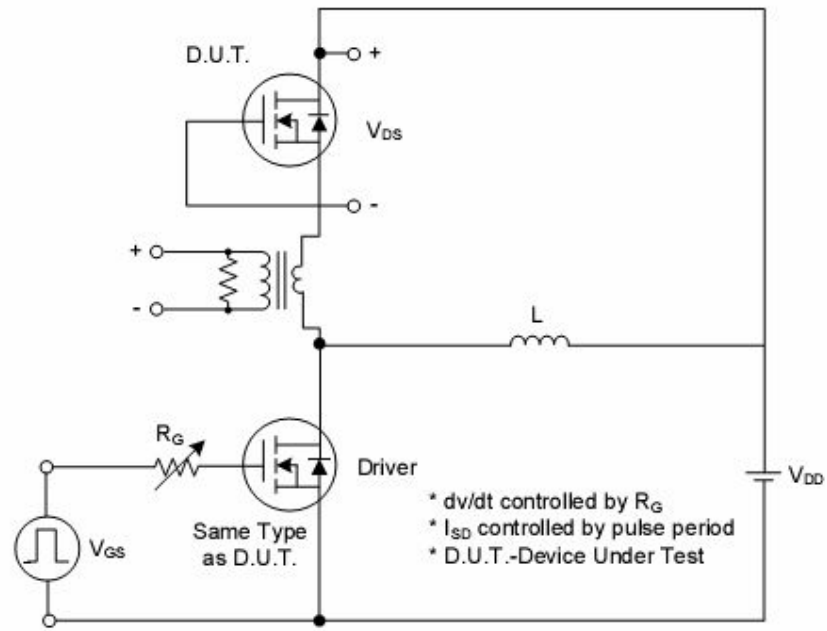 D.U.T.
+
VDS
-
+
-
L
RG
Driver
VDD
* dv/dt controlled by RG
* ISD controlled by pulse period
* D.U.T.-Device Under Test
Same Type
as D.U.T.
VGS